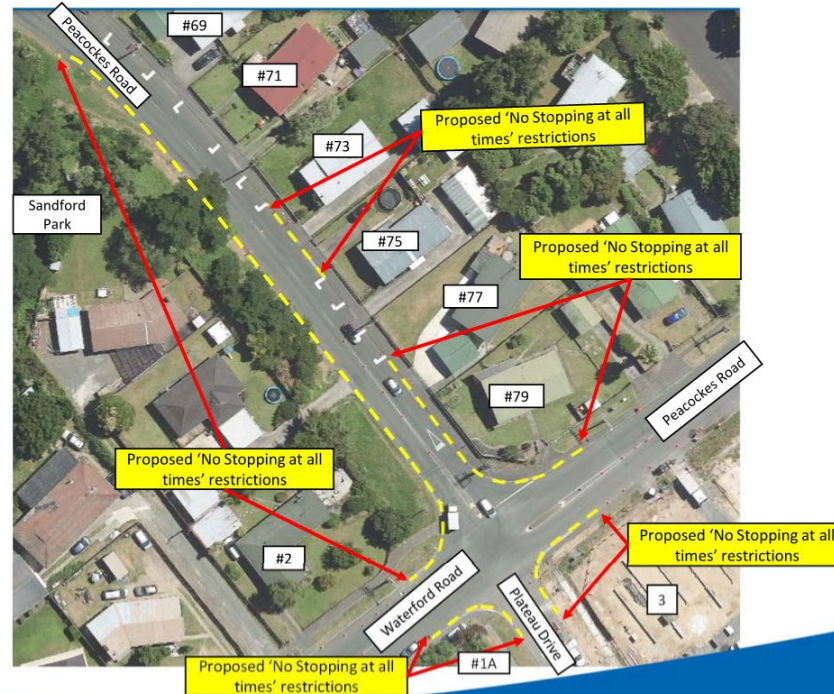 #69
Peacockes Road
#71
Proposed ‘No Stopping at all
times’ restrictions
#73
Sandford
Park
#75
Proposed ‘No Stopping at all
times’ restrictions
#77
#79
Peacockes Road
Proposed ‘No Stopping at all
times’ restrictions
#2
Proposed ‘No Stopping at all
times’ restrictions
Waterford Road
Plateau Drive
3
#1A
Proposed ‘No Stopping at all
times’ restrictions